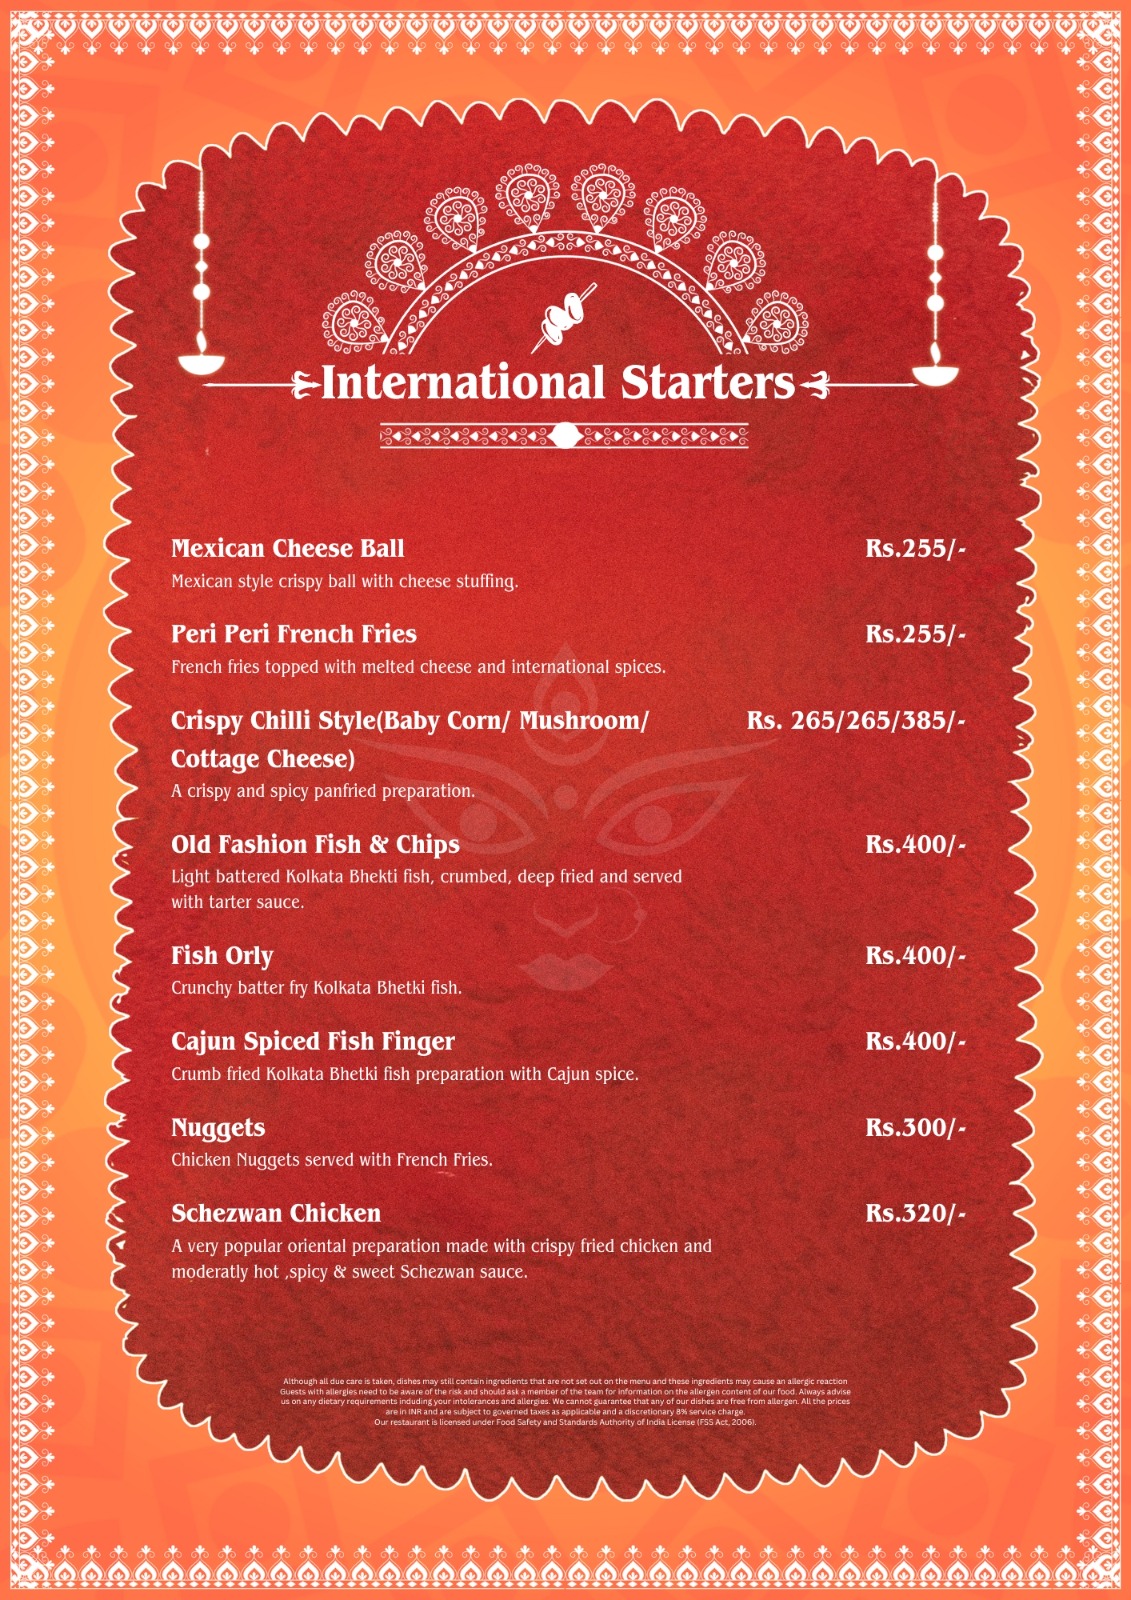 International Starters
Mexican Cheese Ball Rs.255/-
Mexican style crispy ball with cheese stuffing.
Peri Peri French Fries Rs.255/-
French fries topped with melted cheese and international spices.
Crispy Chilli Style(Baby Corn/ Mushroom/ Rs. 265/265/385/-
Cottage Cheese)
A crispy and spicy panfried preparation.
Old Fashion Fish & Chips Rs.400/-
Light battered Kolkata Bhekti fish, crumbed, deep fried and served
with tarter sauce.
Fish Orly Rs.400/-
Crunchy batter fry Kolkata Bhetki fish.
Cajun Spiced Fish Finger Rs.400/-
Crumb fried Kolkata Bhetki fish preparation with Cajun spice.
Nuggets Rs.300/-
Chicken Nuggets served with French Fries.
Schezwan Chicken Rs.320/-
A very popular oriental preparation made with crispy fried chicken and
moderatly hot ,spicy & sweet Schezwan sauce.
Although all due care is taken, dishes may still contain ingredients that are not set out on the menu and these ingredients may cause an allergic reaction
Guests with allergies need to be aware of the risk and should ask a member of the team for information on the allergen content of our food. Always advise
us on any dietary requirements including your intolerances and allergies. We cannot guarantee that any of our dishes are free from allergen. All the prices
are in INR and are subject to governed taxes as applicable and a discretionary 8% service charge.
Our restaurant is licensed under Food Safety and Standards Authority of India License (FSS Act, 2006).